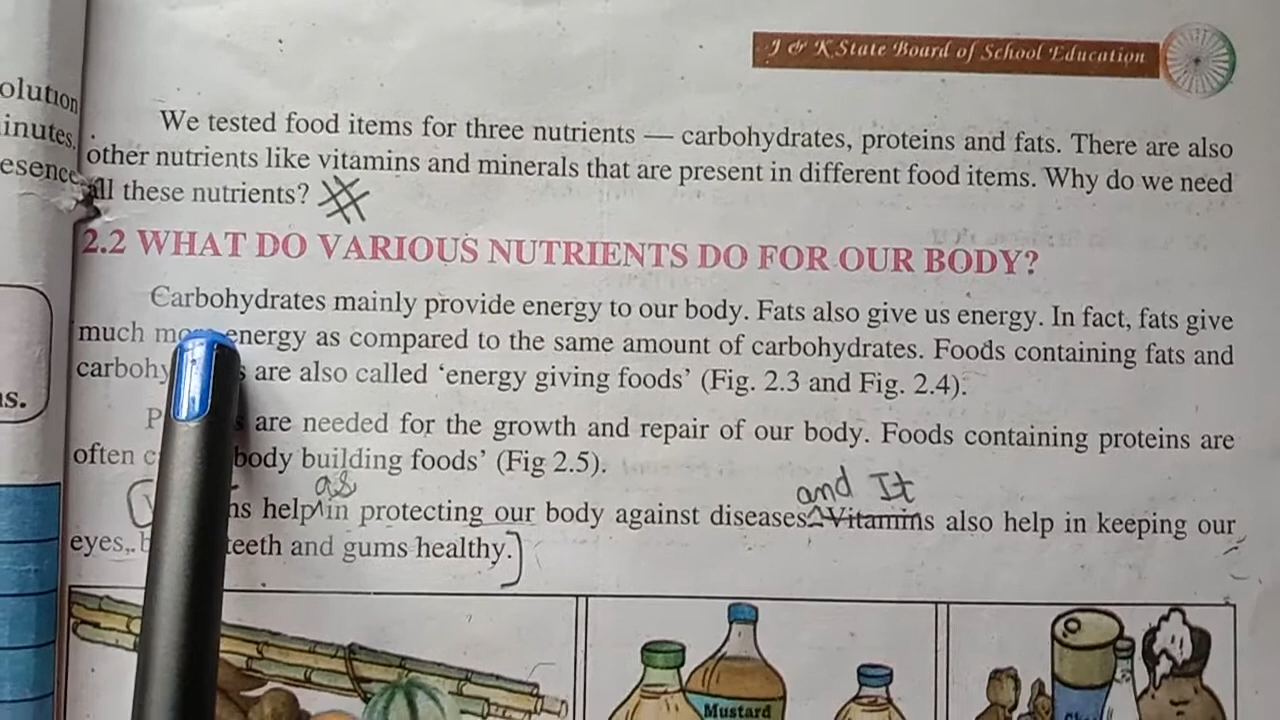 J & K State Board of School Education
olution
inutes.
esence
We tested food items for three nutrients — carbohydrates, proteins and fats. There are also
other nutrients like vitamins and minerals that are present in different food items. Why do we need
all these nutrients?
2.2 WHAT DO VARIOUS NUTRIENTS DO FOR OUR BODY?
Carbohydrates mainly provide energy to our body. Fats also give us energy. In fact, fats give
much more energy as compared to the same amount of carbohydrates. Foods containing fats and
carbohy s are also called ‘energy giving foods’ (Fig. 2.3 and Fig. 2.4).
are needed for the growth and repair of our body. Foods containing proteins are
often body building foods’ (Fig 2.5).
as and It
ns help in protecting our body against diseases. Vitamins also help in keeping our
eyes, teeth and gums healthy.
ns.
Mustard